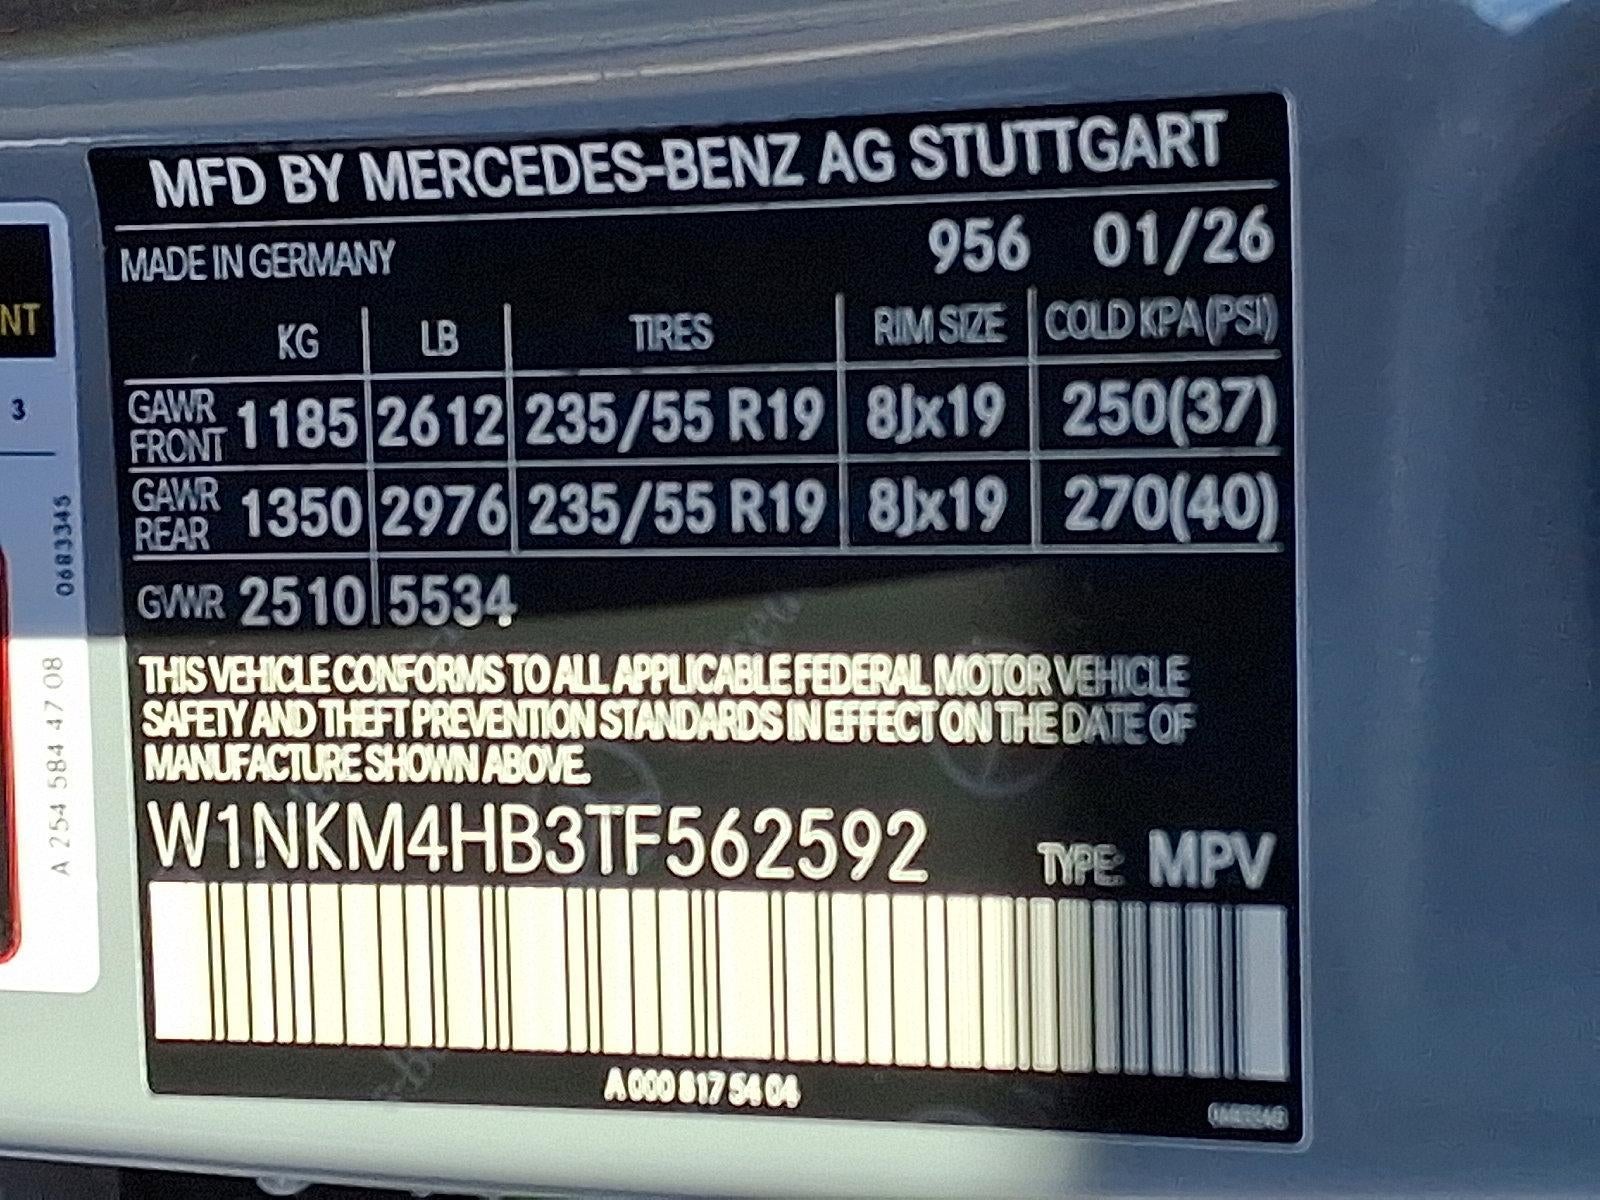 MFD BY MERCEDES-BENZ AG STUTTGART
MADE IN GERMANY 956 01/26
KG LB TIRES RIM SIZE COLD KPA (PSI)
GAWR FRONT 1185 2612 235/55 R19 8Jx19 250(37)
GAWR REAR 1350 2976 235/55 R19 8Jx19 270(40)
GVWR 2510 5534
THIS VEHICLE CONFORMS TO ALL APPLICABLE FEDERAL MOTOR VEHICLE
SAFETY AND THEFT PREVENTION STANDARDS IN EFFECT ON THE DATE OF
MANUFACTURE SHOWN ABOVE.
W1NKM4HB3TF562592 TYPE: MPV
A 000 817 54 04
NT
3
0683345
A 254 584 47 08